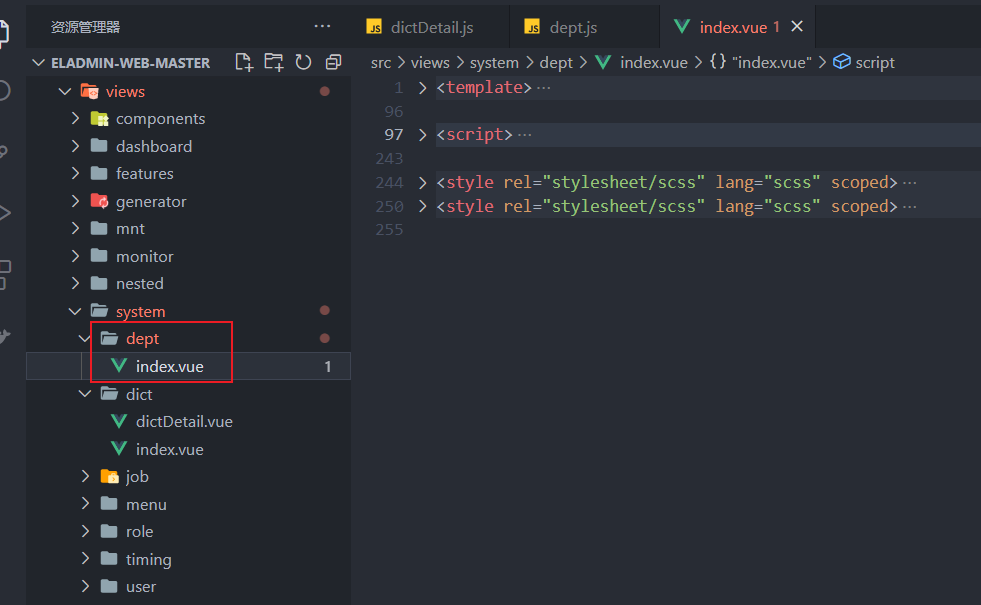 资源管理器 ···
ELADMIN-WEB-MASTER
views
components
dashboard
features
generator
mnt
monitor
nested
system
dept
index.vue 1
dict
dictDetail.vue
index.vue
job
menu
role
timing
user
JS dictDetail.js
JS dept.js
index.vue 1
src > views > system > dept > index.vue > {} "index.vue" > script
1 <template> ···
96
97 <script> ···
243
244 <style rel="stylesheet/scss" lang="scss" scoped> ···
250 <style rel="stylesheet/scss" lang="scss" scoped> ···
255